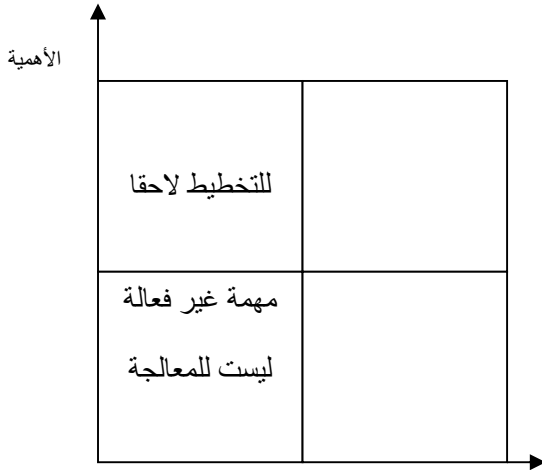 الأهمية
للتخطيط لاحقا
مهمة غير فعالة
ليست للمعالجة